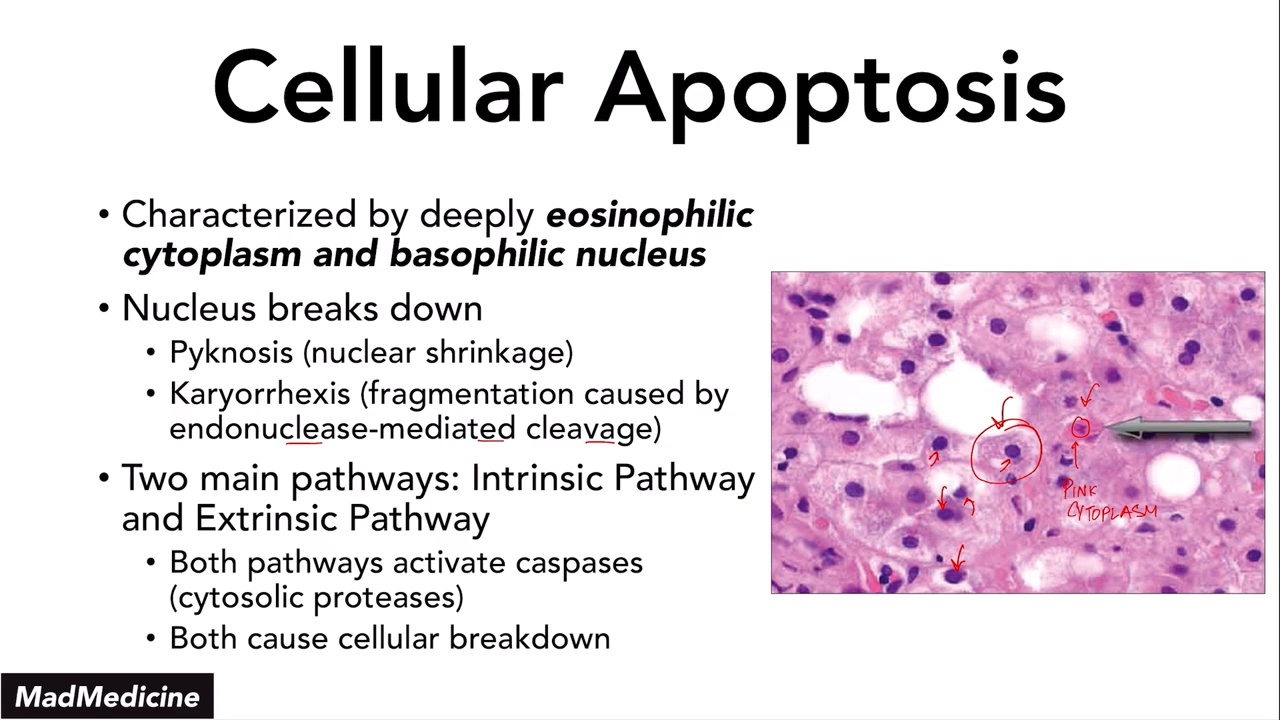 Cellular Apoptosis
• Characterized by deeply eosinophilic
cytoplasm and basophilic nucleus
• Nucleus breaks down
• Pyknosis (nuclear shrinkage)
• Karyorrhexis (fragmentation caused by
endonuclease-mediated cleavage)
• Two main pathways: Intrinsic Pathway
and Extrinsic Pathway
• Both pathways activate caspases
(cytosolic proteases)
• Both cause cellular breakdown
PINK
CYTOPLASM
MadMedicine